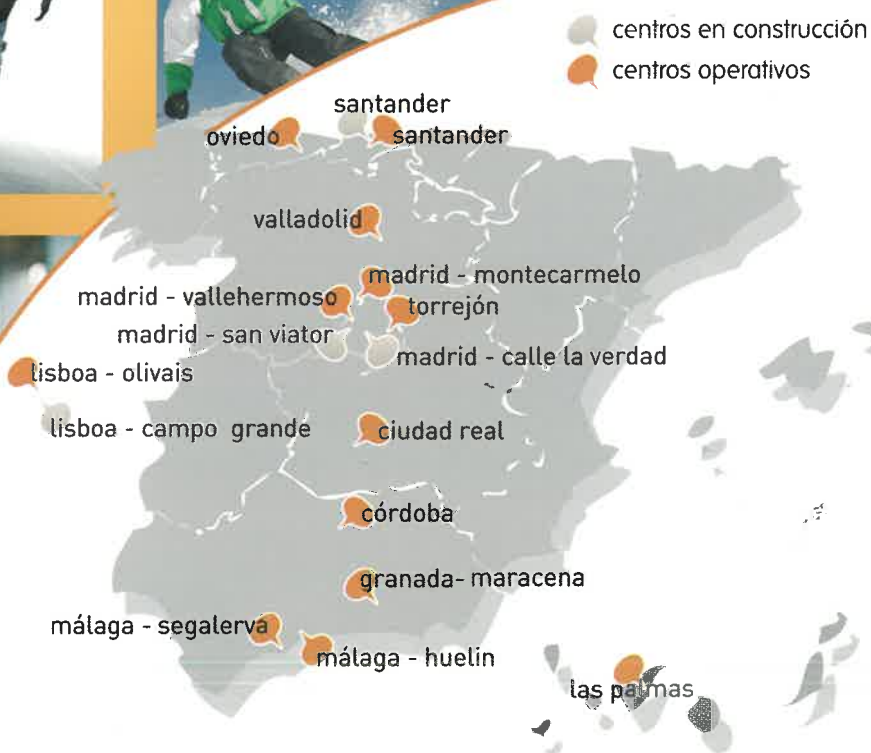 centros en construcción
centros operativos
santander
oviedo
santander
valladolid
madrid - montecarmelo
madrid - vallehermoso
torrejón
madrid - san viator
madrid - calle la verdad
lisboa - olivais
lisboa - campo grande
ciudad real
córdoba
granada- maracena
málaga - segalerva
málaga - huelin
las palmas